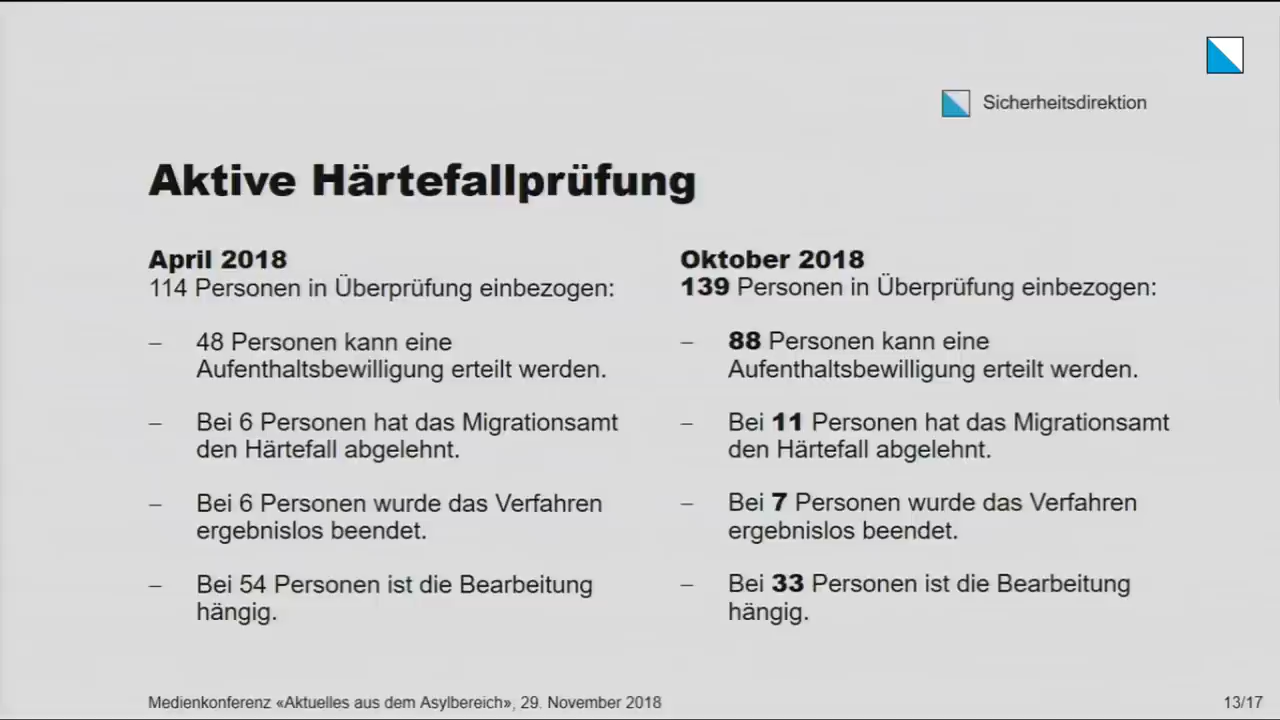 Sicherheitsdirektion
Aktive Härtefallprüfung
April 2018
114 Personen in Überprüfung einbezogen:
– 48 Personen kann eine
Aufenthaltsbewilligung erteilt werden.
– Bei 6 Personen hat das Migrationsamt
den Härtefall abgelehnt.
– Bei 6 Personen wurde das Verfahren
ergebnislos beendet.
– Bei 54 Personen ist die Bearbeitung
hängig.
Oktober 2018
139 Personen in Überprüfung einbezogen:
– 88 Personen kann eine
Aufenthaltsbewilligung erteilt werden.
– Bei 11 Personen hat das Migrationsamt
den Härtefall abgelehnt.
– Bei 7 Personen wurde das Verfahren
ergebnislos beendet.
– Bei 33 Personen ist die Bearbeitung
hängig.
Medienkonferenz «Aktuelles aus dem Asylbereich», 29. November 2018
13/17